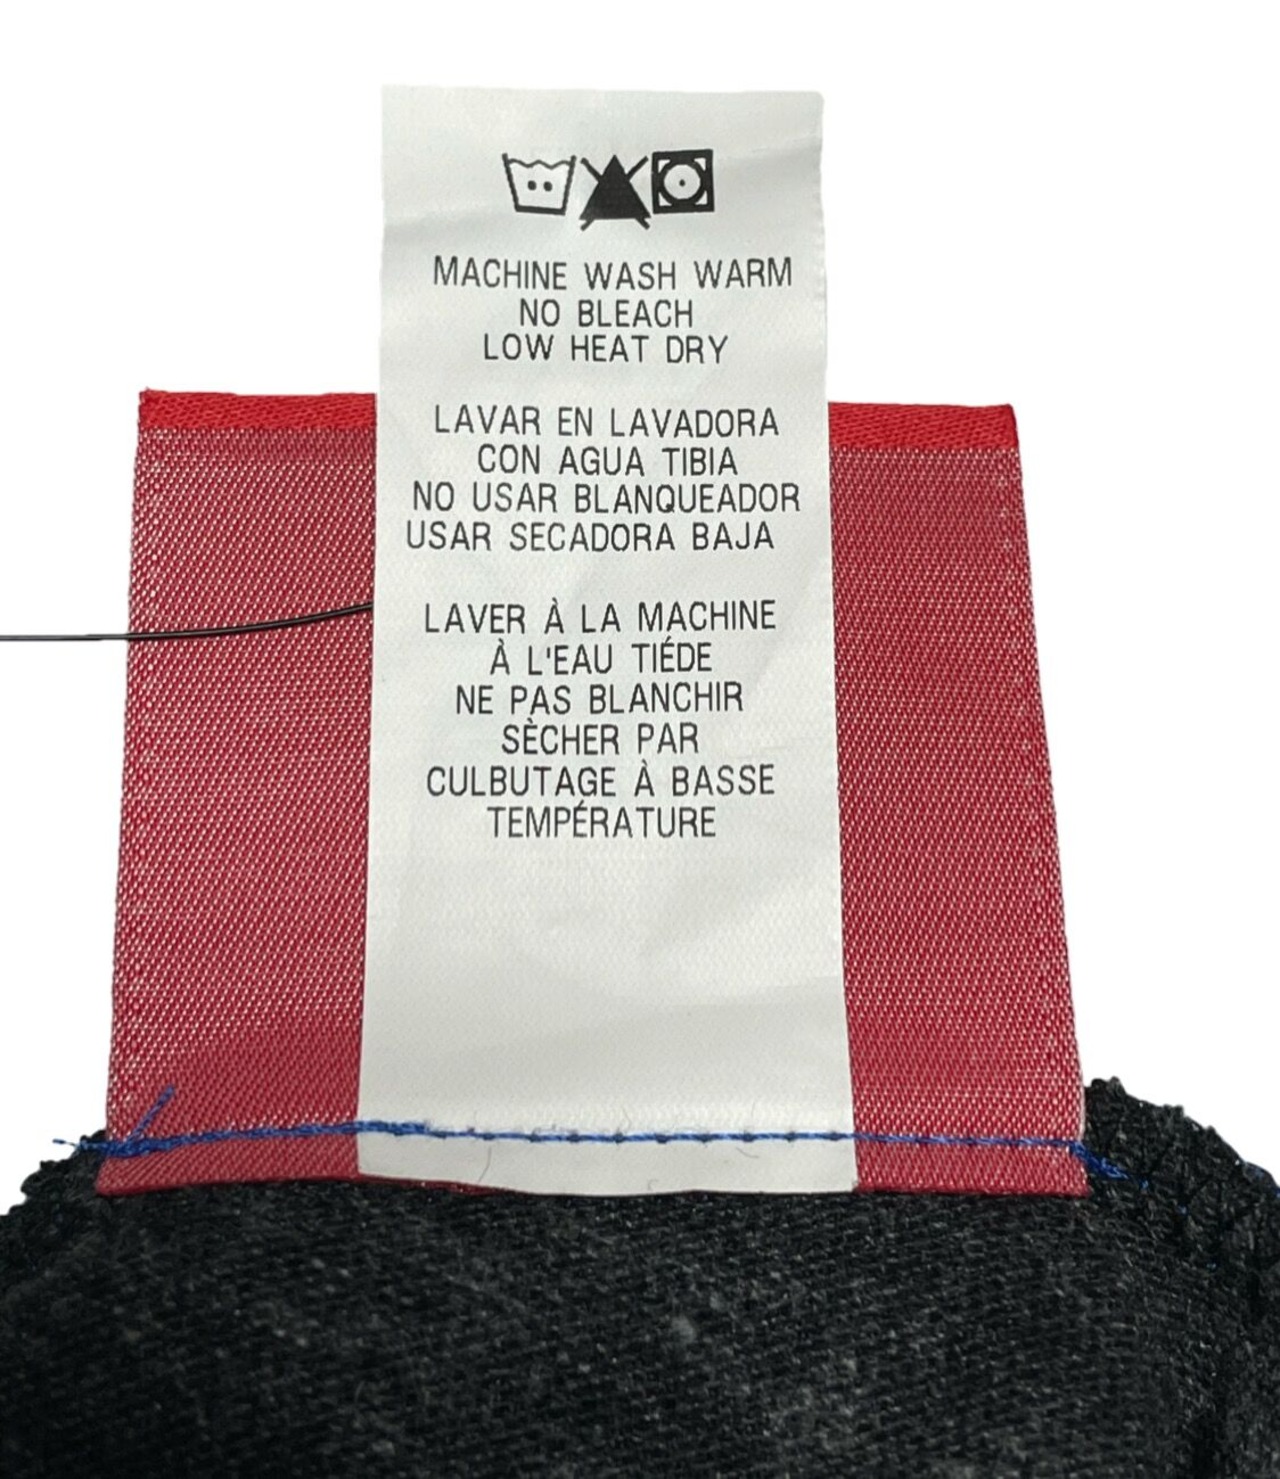 MACHINE WASH WARM
NO BLEACH
LOW HEAT DRY
LAVAR EN LAVADORA
CON AGUA TIBIA
NO USAR BLANQUEADOR
USAR SECADORA BAJA
LAVER À LA MACHINE
À L'EAU TIÉDE
NE PAS BLANCHIR
SÈCHER PAR
CULBUTAGE À BASSE
TEMPÉRATURE